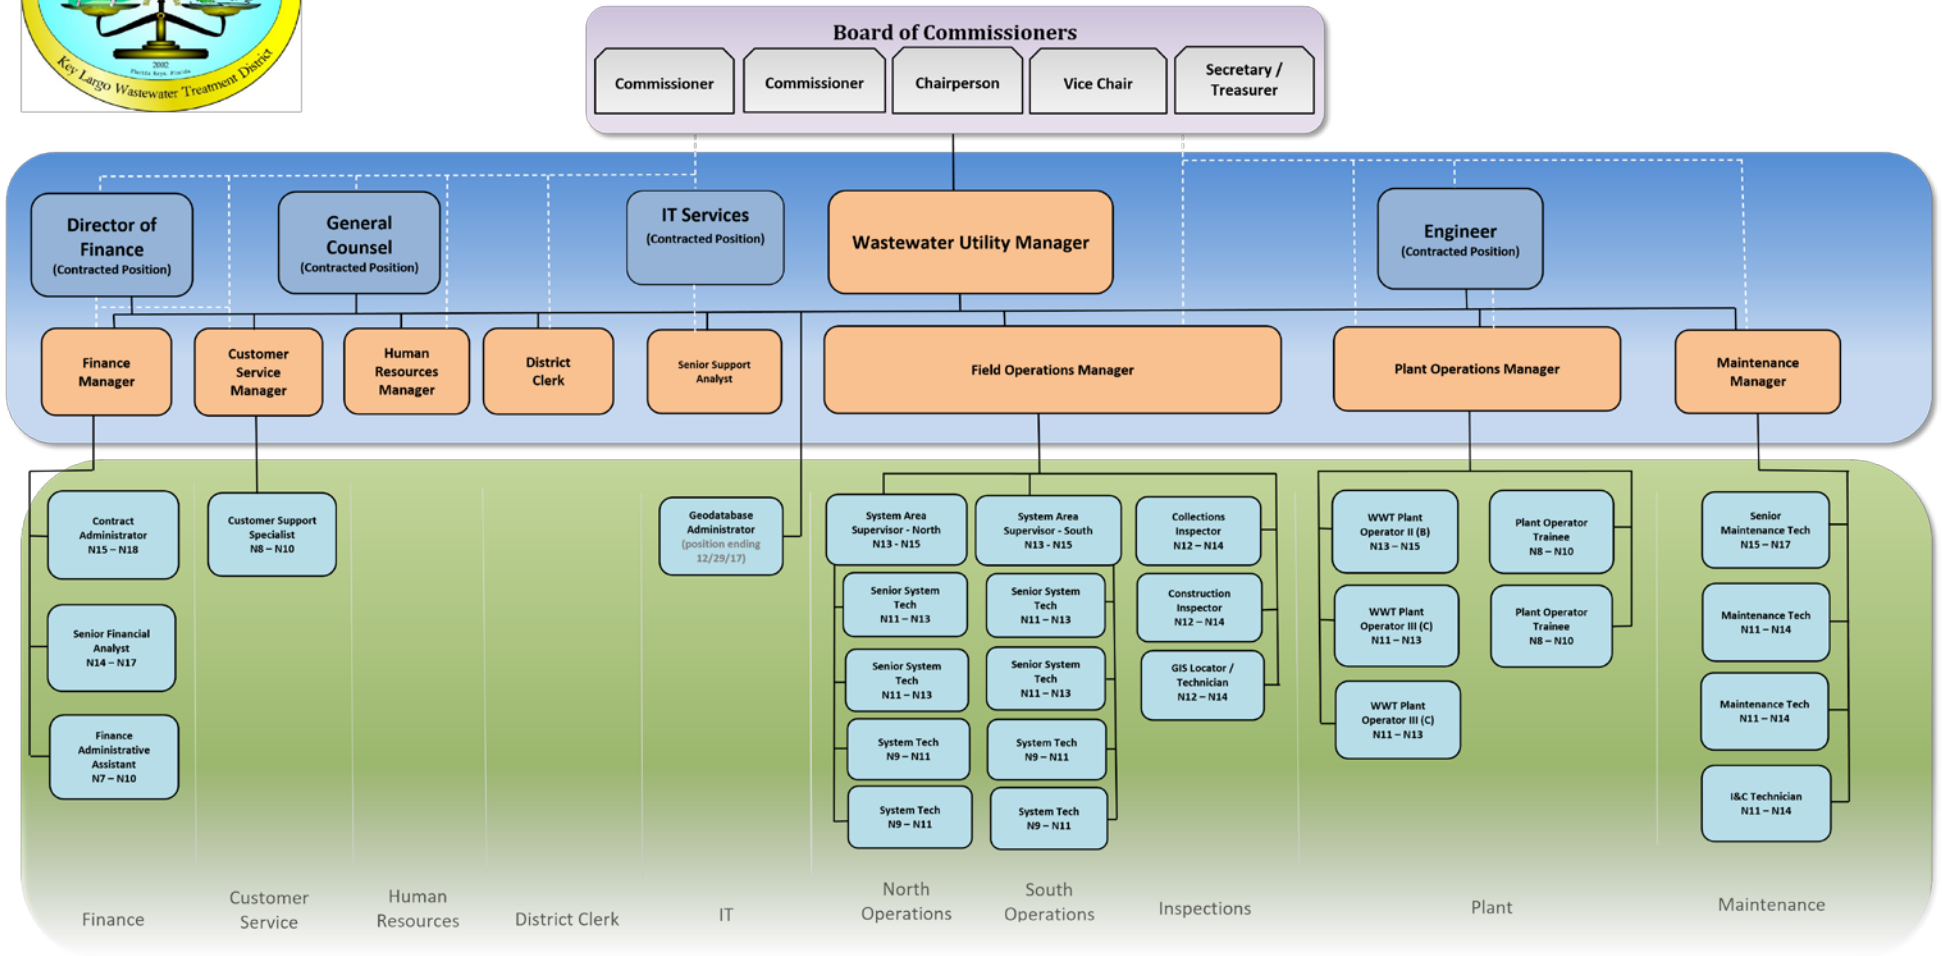 2002
Florida Keys, Florida
Key Largo Wastewater Treatment District
Board of Commissioners
Commissioner
Commissioner
Chairperson
Vice Chair
Secretary /
Treasurer
Director of
Finance
(Contracted Position)
General
Counsel
(Contracted Position)
IT Services
(Contracted Position)
Wastewater Utility Manager
Engineer
(Contracted Position)
Finance
Manager
Customer
Service
Manager
Human
Resources
Manager
District
Clerk
Senior Support
Analyst
Field Operations Manager
Plant Operations Manager
Maintenance
Manager
Contract
Administrator
N15 – N18
Senior Financial
Analyst
N14 – N17
Finance
Administrative
Assistant
N7 – N10
Customer Support
Specialist
N8 – N10
Geodatabase
Administrator
(position ending
12/29/17)
System Area
Supervisor - North
N13 - N15
Senior System
Tech
N11 – N13
Senior System
Tech
N11 – N13
System Tech
N9 – N11
System Tech
N9 – N11
System Area
Supervisor - South
N13 - N15
Senior System
Tech
N11 – N13
Senior System
Tech
N11 – N13
System Tech
N9 – N11
System Tech
N9 – N11
Collections
Inspector
N12 – N14
Construction
Inspector
N12 – N14
GIS Locator /
Technician
N12 – N14
WWT Plant
Operator II (B)
N13 – N15
WWT Plant
Operator III (C)
N11 – N13
WWT Plant
Operator III (C)
N11 – N13
Plant Operator
Trainee
N8 – N10
Plant Operator
Trainee
N8 – N10
Senior
Maintenance Tech
N15 – N17
Maintenance Tech
N11 – N14
Maintenance Tech
N11 – N14
I&C Technician
N11 – N14
Finance
Customer
Service
Human
Resources
District Clerk
IT
North
Operations
South
Operations
Inspections
Plant
Maintenance